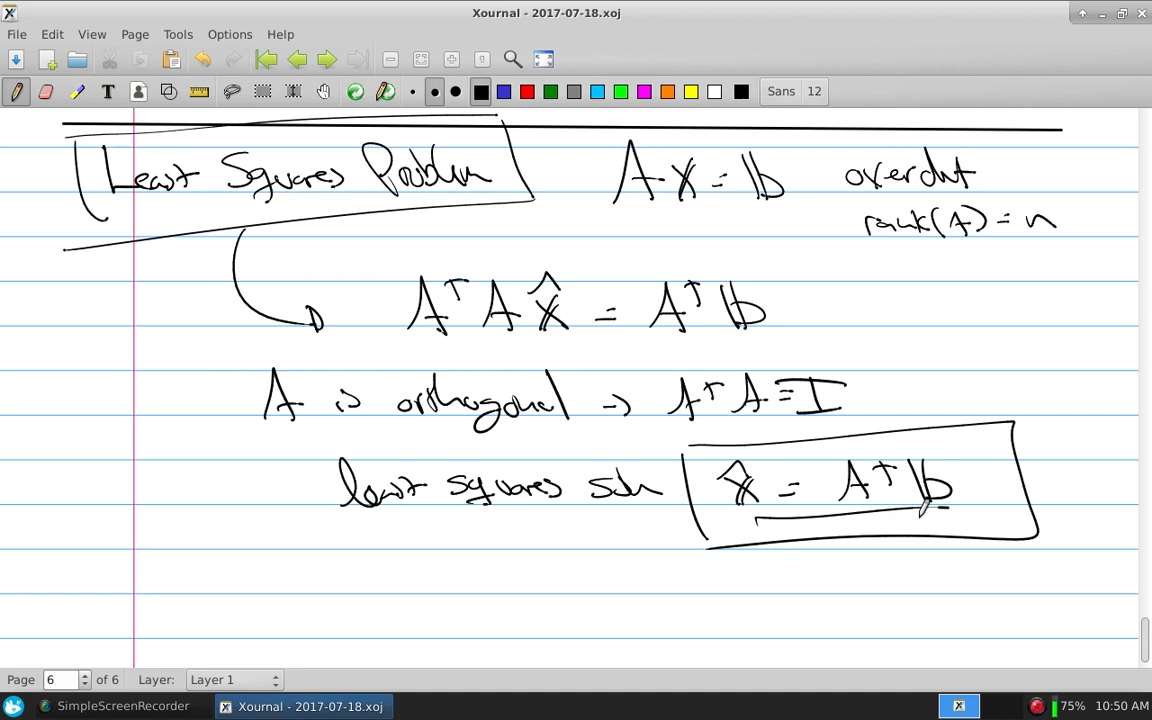 Xournal - 2017-07-18.xoj
File Edit View Page Tools Options Help
Sans 12
Least Squares Problem Ax = b overdet
rank(A) = n
AᵀA x̂ = Aᵀb
A is orthogonal → AᵀA = I
least squares soln x̂ = Aᵀb
Page 6 of 6 Layer: Layer 1
SimpleScreenRecorder Xournal - 2017-07-18.xoj 75% 10:50 AM